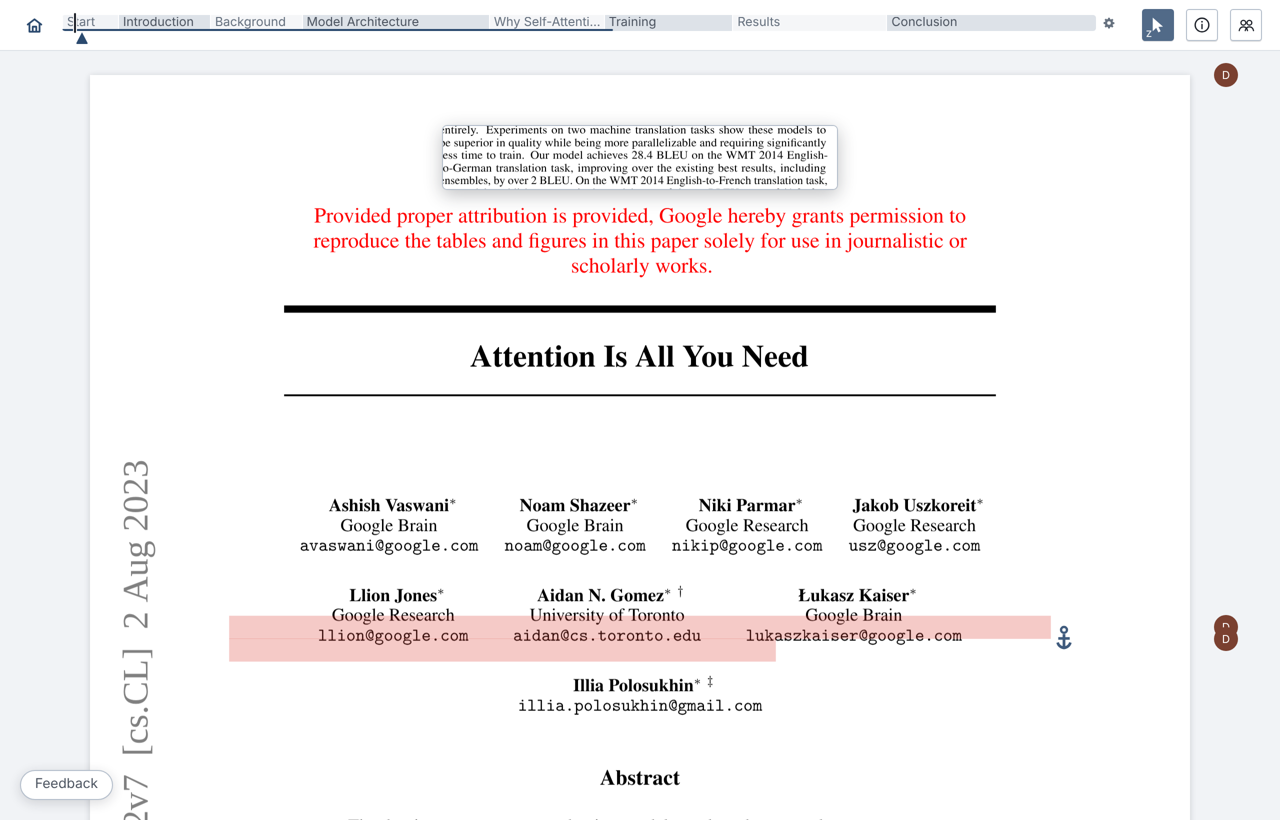 Start Introduction Background Model Architecture Why Self-Attenti... Training Results Conclusion
z
D
entirely. Experiments on two machine translation tasks show these models to
be superior in quality while being more parallelizable and requiring significantly
less time to train. Our model achieves 28.4 BLEU on the WMT 2014 English-
to-German translation task, improving over the existing best results, including
ensembles, by over 2 BLEU. On the WMT 2014 English-to-French translation task,
Provided proper attribution is provided, Google hereby grants permission to
reproduce the tables and figures in this paper solely for use in journalistic or
scholarly works.
Attention Is All You Need
Ashish Vaswani* Noam Shazeer* Niki Parmar* Jakob Uszkoreit*
Google Brain Google Brain Google Research Google Research
avaswani@google.com noam@google.com nikip@google.com usz@google.com
Llion Jones* Aidan N. Gomez* † Łukasz Kaiser*
Google Research University of Toronto Google Brain
llion@google.com aidan@cs.toronto.edu lukaszkaiser@google.com
D
D
Illia Polosukhin* ‡
illia.polosukhin@gmail.com
Abstract
2v7 [cs.CL] 2 Aug 2023
Feedback